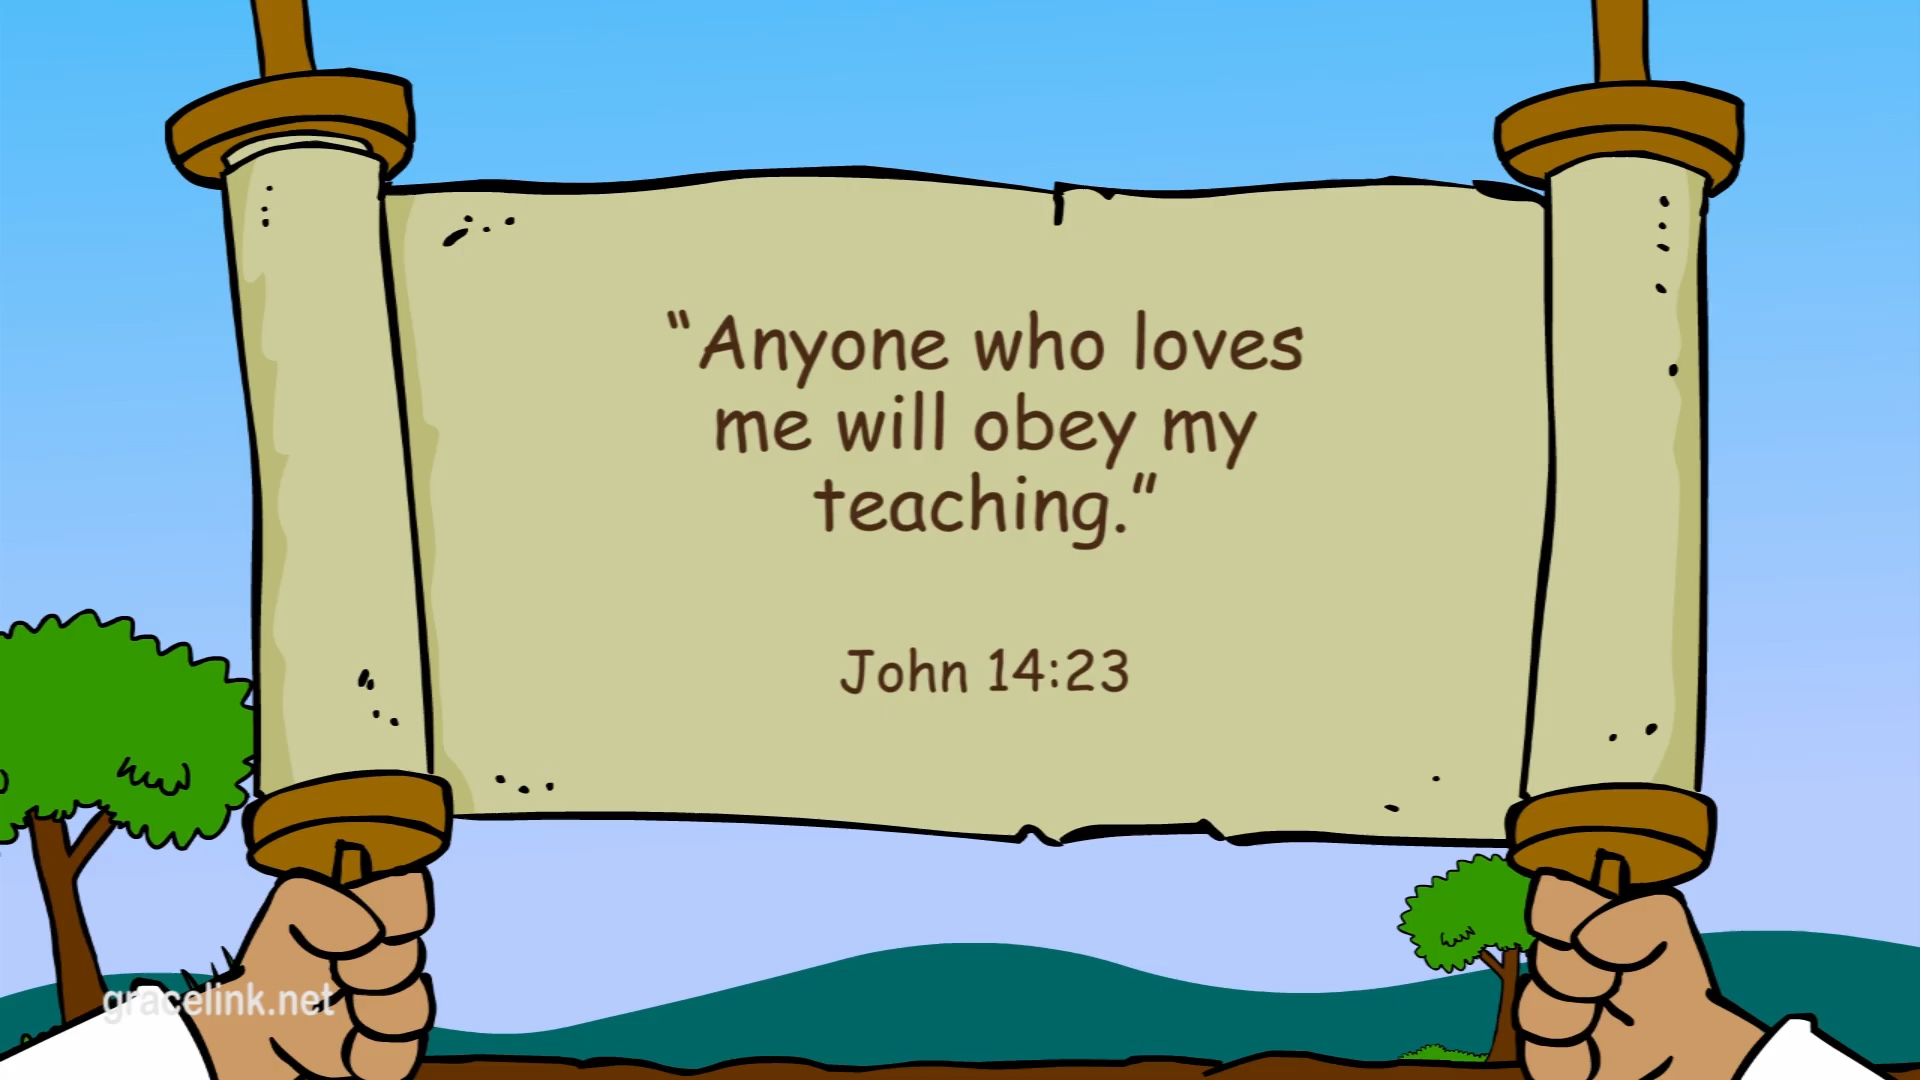 “Anyone who loves
me will obey my
teaching.”
John 14:23
gracelink.net